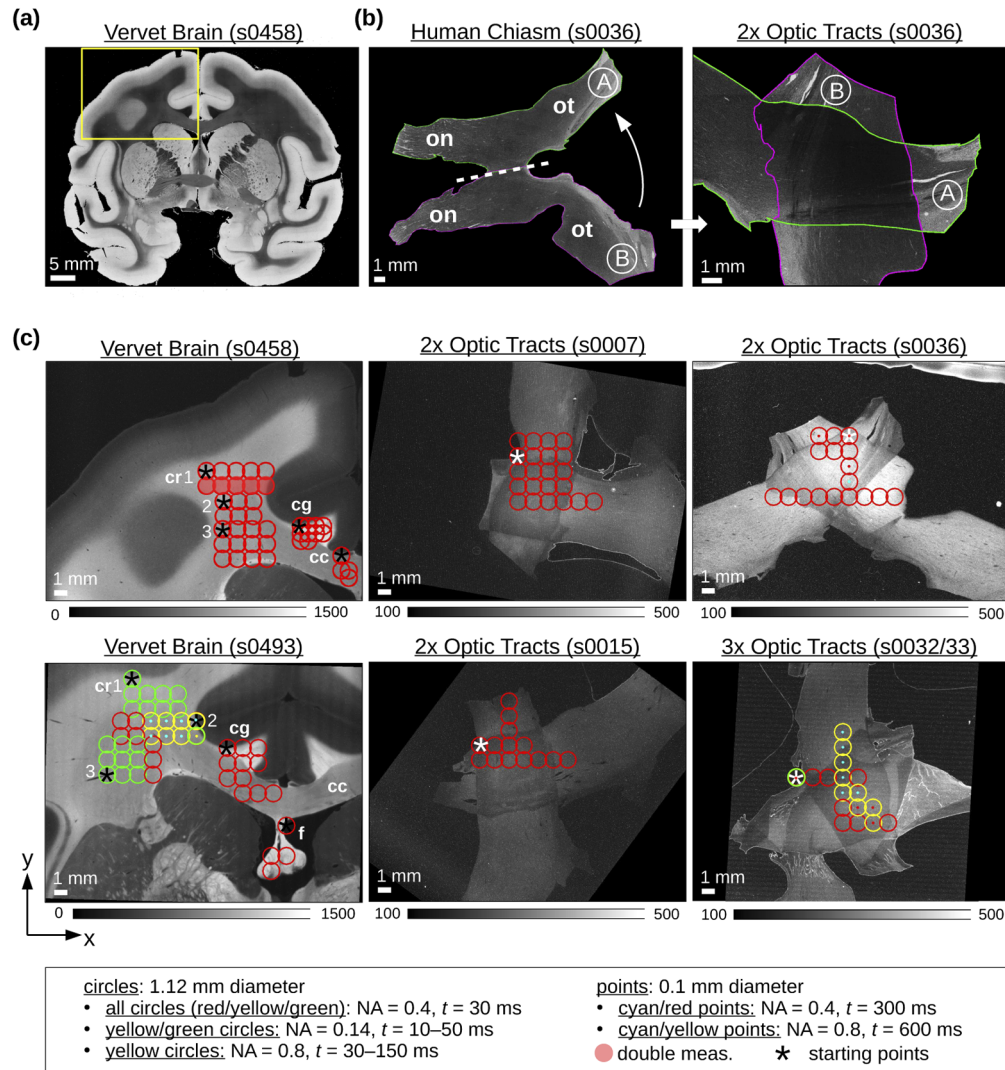 (a)
Vervet Brain (s0458)
5 mm
(b)
Human Chiasm (s0036)
A
ot
on
on
ot
B
1 mm
2x Optic Tracts (s0036)
B
A
1 mm
(c)
Vervet Brain (s0458)
cr1
2
3
cg
cc
1 mm
0 1500
2x Optic Tracts (s0007)
1 mm
100 500
2x Optic Tracts (s0036)
1 mm
100 500
Vervet Brain (s0493)
cr1
2
3
cg
cc
f
1 mm
0 1500
y
x
2x Optic Tracts (s0015)
1 mm
100 500
3x Optic Tracts (s0032/33)
1 mm
100 500
circles: 1.12 mm diameter
• all circles (red/yellow/green): NA = 0.4, t = 30 ms
• yellow/green circles: NA = 0.14, t = 10–50 ms
• yellow circles: NA = 0.8, t = 30–150 ms
points: 0.1 mm diameter
• cyan/red points: NA = 0.4, t = 300 ms
• cyan/yellow points: NA = 0.8, t = 600 ms
double meas. * starting points